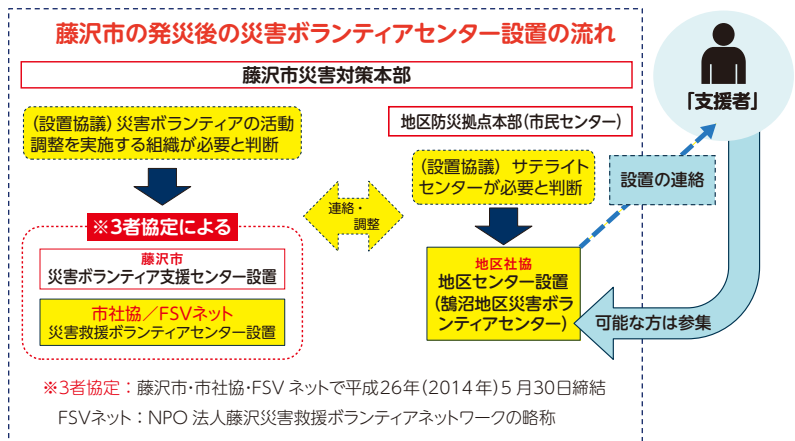 藤沢市の発災後の災害ボランティアセンター設置の流れ
藤沢市災害対策本部
(設置協議)災害ボランティアの活動
調整を実施する組織が必要と判断
地区防災拠点本部(市民センター)
(設置協議) サテライト
センターが必要と判断
※3者協定による
藤沢市
災害ボランティア支援センター設置
市社協/FSVネット
災害救援ボランティアセンター設置
連絡・
調整
地区社協
地区センター設置
(鵠沼地区災害ボラ
ンティアセンター)
「支援者」
設置の連絡
可能な方は参集
※3者協定:藤沢市・市社協・FSV ネットで平成26年(2014年)5月30日締結
FSVネット:NPO 法人藤沢災害救援ボランティアネットワークの略称